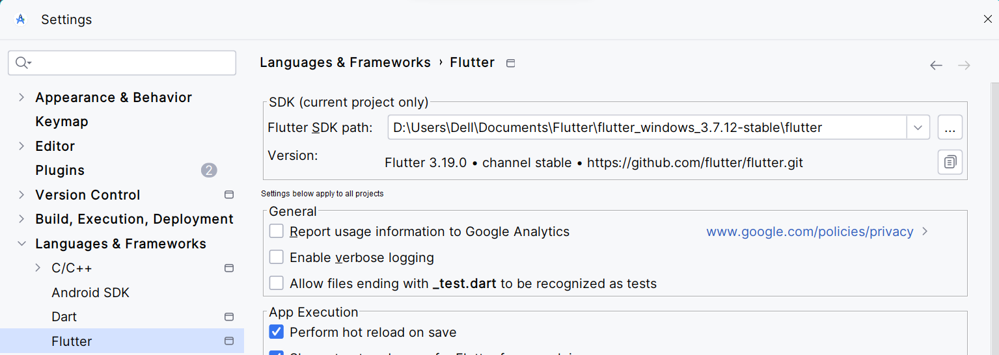 Settings
Languages & Frameworks › Flutter
Appearance & Behavior
Keymap
Editor
Plugins 2
Version Control
Build, Execution, Deployment
Languages & Frameworks
C/C++
Android SDK
Dart
Flutter
SDK (current project only)
Flutter SDK path: D:\Users\Dell\Documents\Flutter\flutter_windows_3.7.12-stable\flutter ...
Version: Flutter 3.19.0 • channel stable • https://github.com/flutter/flutter.git
Settings below apply to all projects
General
Report usage information to Google Analytics www.google.com/policies/privacy
Enable verbose logging
Allow files ending with _test.dart to be recognized as tests
App Execution
Perform hot reload on save